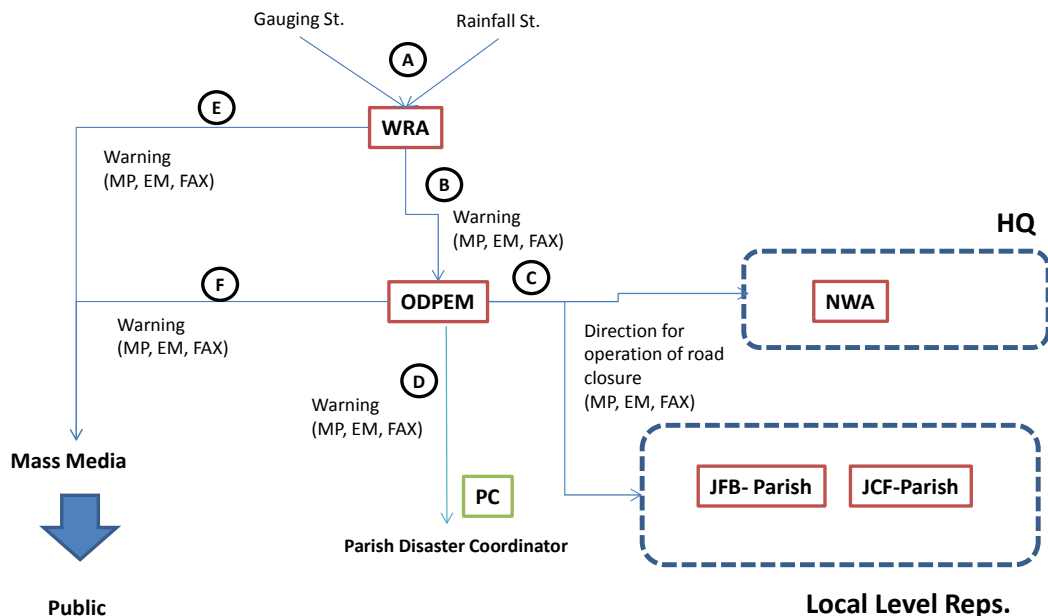 Gauging St.
Rainfall St.
A
E
WRA
Warning
(MP, EM, FAX)
B
Warning
(MP, EM, FAX)
HQ
F
ODPEM
C
NWA
Warning
(MP, EM, FAX)
Direction for
operation of road
closure
(MP, EM, FAX)
D
Warning
(MP, EM, FAX)
Mass Media
PC
JFB- Parish
JCF-Parish
Parish Disaster Coordinator
Public
Local Level Reps.